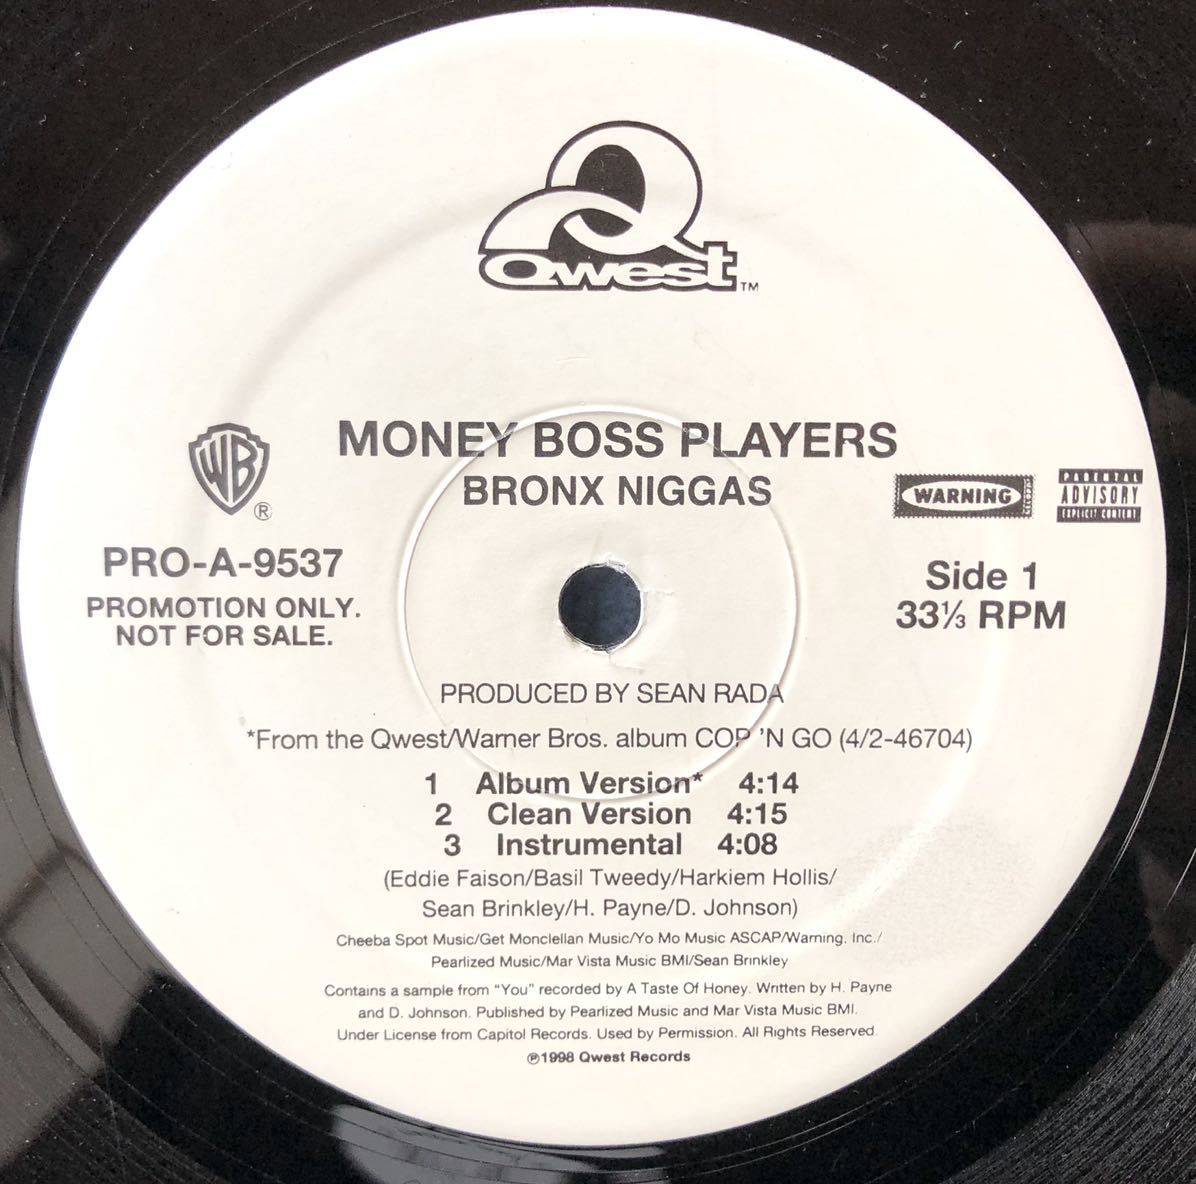 Qwest™
MONEY BOSS PLAYERS
BRONX NIGGAS
WB®
PRO-A-9537
PROMOTION ONLY.
NOT FOR SALE.
WARNING
PARENTAL
ADVISORY
EXPLICIT CONTENT
Side 1
33⅓ RPM
PRODUCED BY SEAN RADA
*From the Qwest/Warner Bros. album COP 'N GO (4/2-46704)
1 Album Version* 4:14
2 Clean Version 4:15
3 Instrumental 4:08
(Eddie Faison/Basil Tweedy/Harkiem Hollis/
Sean Brinkley/H. Payne/D. Johnson)
Cheeba Spot Music/Get Monclellan Music/Yo Mo Music ASCAP/Warning. Inc./
Pearlized Music/Mar Vista Music BMI/Sean Brinkley
Contains a sample from "You" recorded by A Taste Of Honey. Written by H. Payne
and D. Johnson. Published by Pearlized Music and Mar Vista Music BMI.
Under License from Capitol Records. Used by Permission. All Rights Reserved.
℗1998 Qwest Records